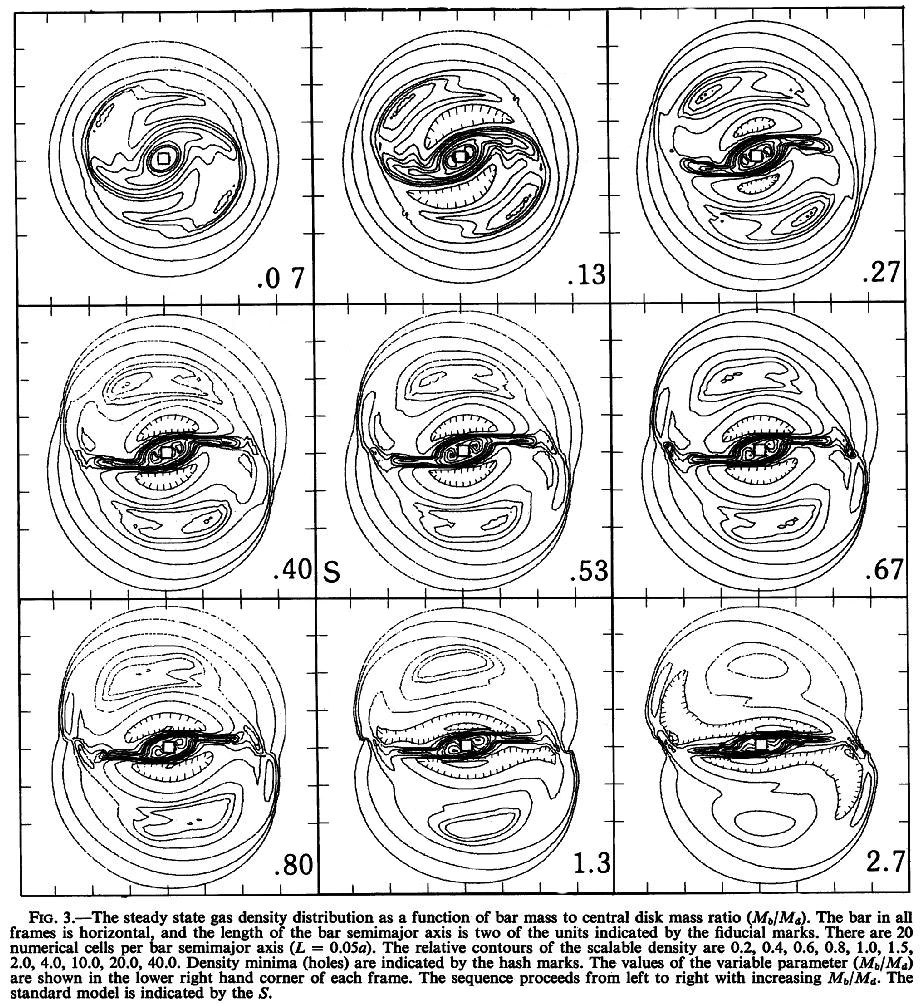 .0 7
.13
.27
.40
S
.53
.67
.80
1.3
2.7
FIG. 3.—The steady state gas density distribution as a function of bar mass to central disk mass ratio (Mb/Md). The bar in all
frames is horizontal, and the length of the bar semimajor axis is two of the units indicated by the fiducial marks. There are 20
numerical cells per bar semimajor axis (L = 0.05a). The relative contours of the scalable density are 0.2, 0.4, 0.6, 0.8, 1.0, 1.5,
2.0, 4.0, 10.0, 20.0, 40.0. Density minima (holes) are indicated by the hash marks. The values of the variable parameter (Mb/Md)
are shown in the lower right hand corner of each frame. The sequence proceeds from left to right with increasing Mb/Md. The
standard model is indicated by the S.